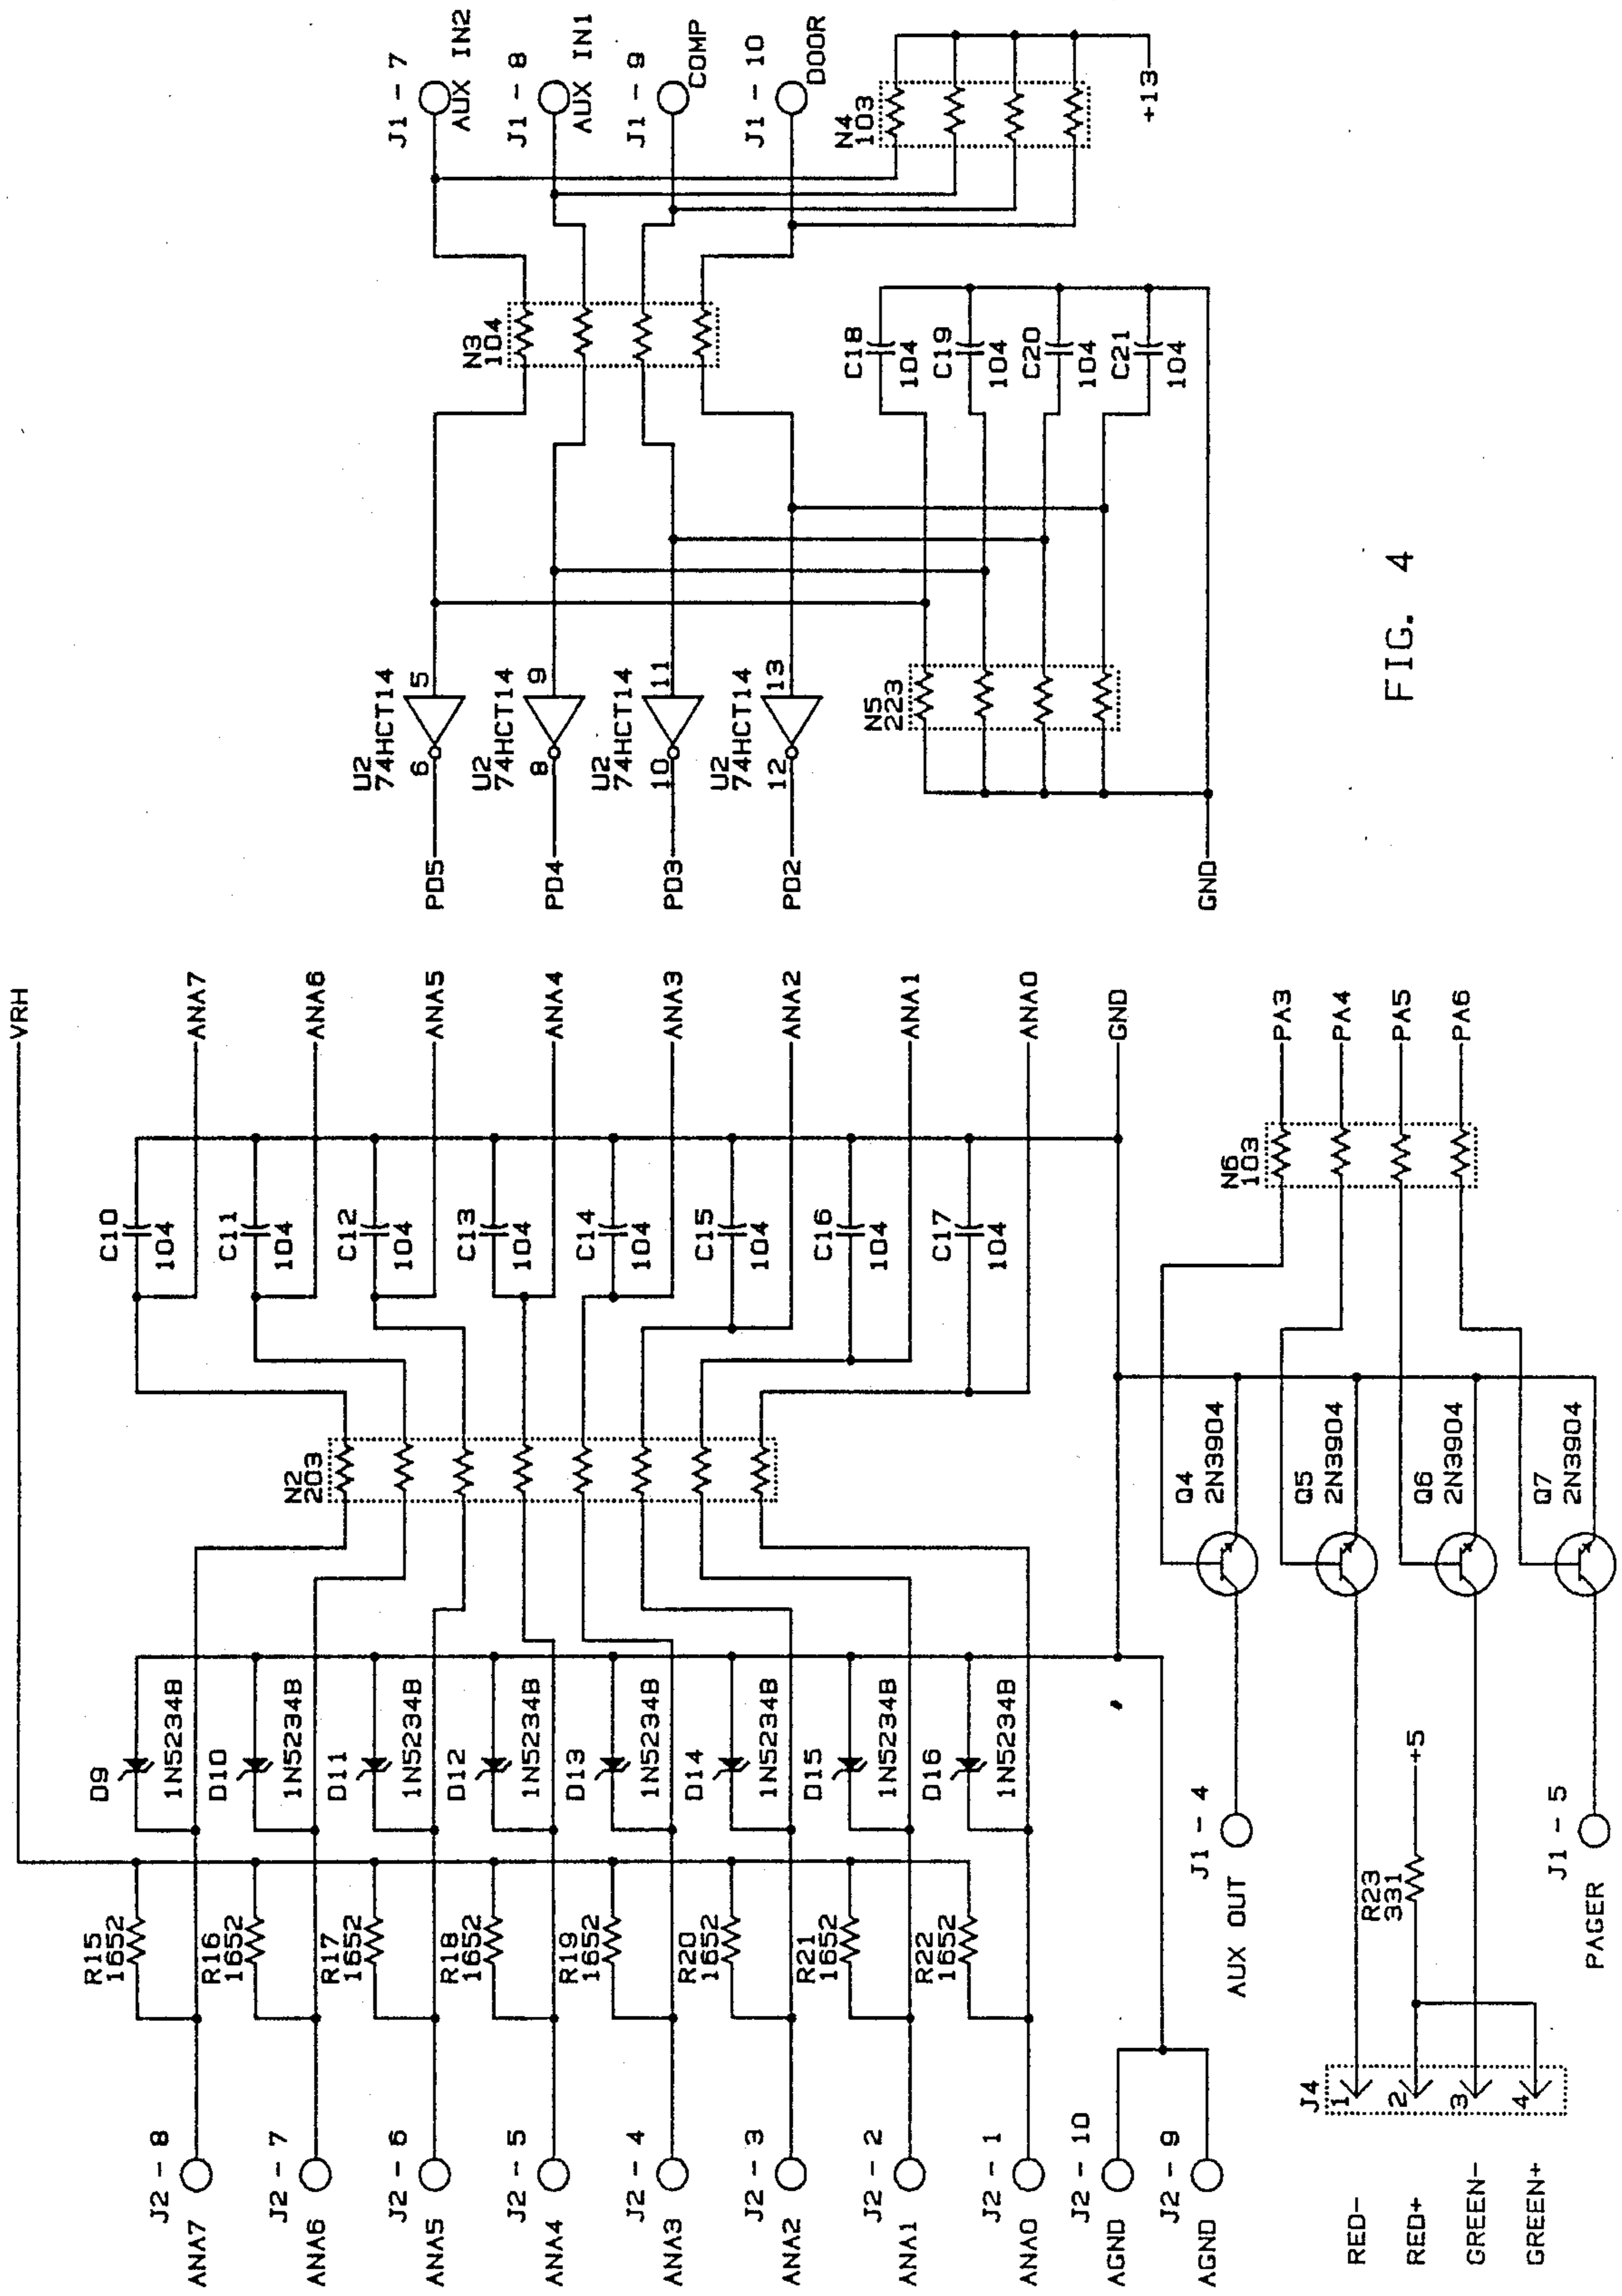 VRH
J2 - 8
ANA7
R15
1652
D9
1N5234B
N2
203
C10
104
ANA7
J2 - 7
ANA6
R16
1652
D10
1N5234B
C11
104
ANA6
J2 - 6
ANA5
R17
1652
D11
1N5234B
C12
104
ANA5
J2 - 5
ANA4
R18
1652
D12
1N5234B
C13
104
ANA4
J2 - 4
ANA3
R19
1652
D13
1N5234B
C14
104
ANA3
J2 - 3
ANA2
R20
1652
D14
1N5234B
C15
104
ANA2
J2 - 2
ANA1
R21
1652
D15
1N5234B
C16
104
ANA1
J2 - 1
ANA0
R22
1652
D16
1N5234B
C17
104
ANA0
J2 - 10
AGND
GND
J2 - 9
AGND
J1 - 4
AUX OUT
Q4
2N3904
N6
103
PA3
J4
RED-
1
Q5
2N3904
PA4
RED+
2
R23
331
+5
PA5
GREEN-
3
Q6
2N3904
PA6
GREEN+
4
J1 - 5
PAGER
Q7
2N3904
PD5
U2
74HCT14
6
5
N3
104
J1 - 7
AUX IN2
PD4
U2
74HCT14
8
9
J1 - 8
AUX IN1
PD3
U2
74HCT14
10
11
J1 - 9
COMP
PD2
U2
74HCT14
12
13
J1 - 10
DOOR
N5
223
C18
104
C19
104
C20
104
C21
104
N4
103
+13
GND
FIG. 4